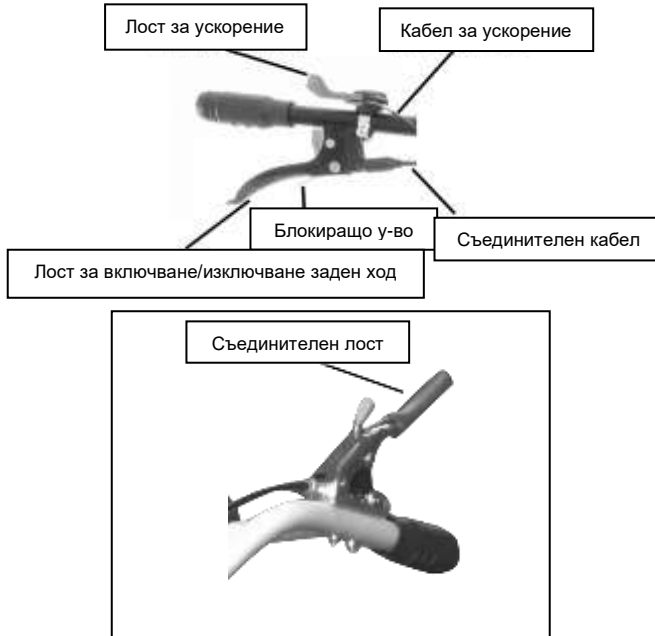 Лост за ускорение
Кабел за ускорение
Блокиращо у-во
Съединителен кабел
Лост за включване/изключване заден ход
Съединителен лост